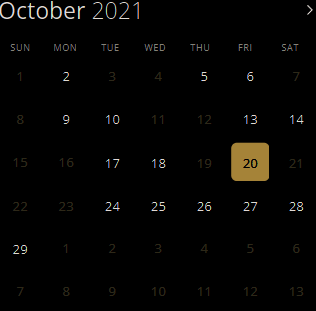 October 2021
SUN MON TUE WED THU FRI SAT
1 2 3 4 5 6 7
8 9 10 11 12 13 14
15 16 17 18 19 20 21
22 23 24 25 26 27 28
29 1 2 3 4 5 6
7 8 9 10 11 12 13